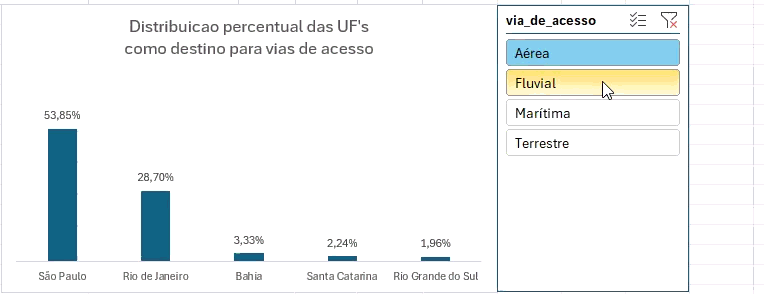 Distribuicao percentual das UF's
como destino para vias de acesso
53,85%
28,70%
3,33%
2,24%
1,96%
São Paulo
Rio de Janeiro
Bahia
Santa Catarina
Rio Grande do Sul
via_de_acesso
Aérea
Fluvial
Marítima
Terrestre